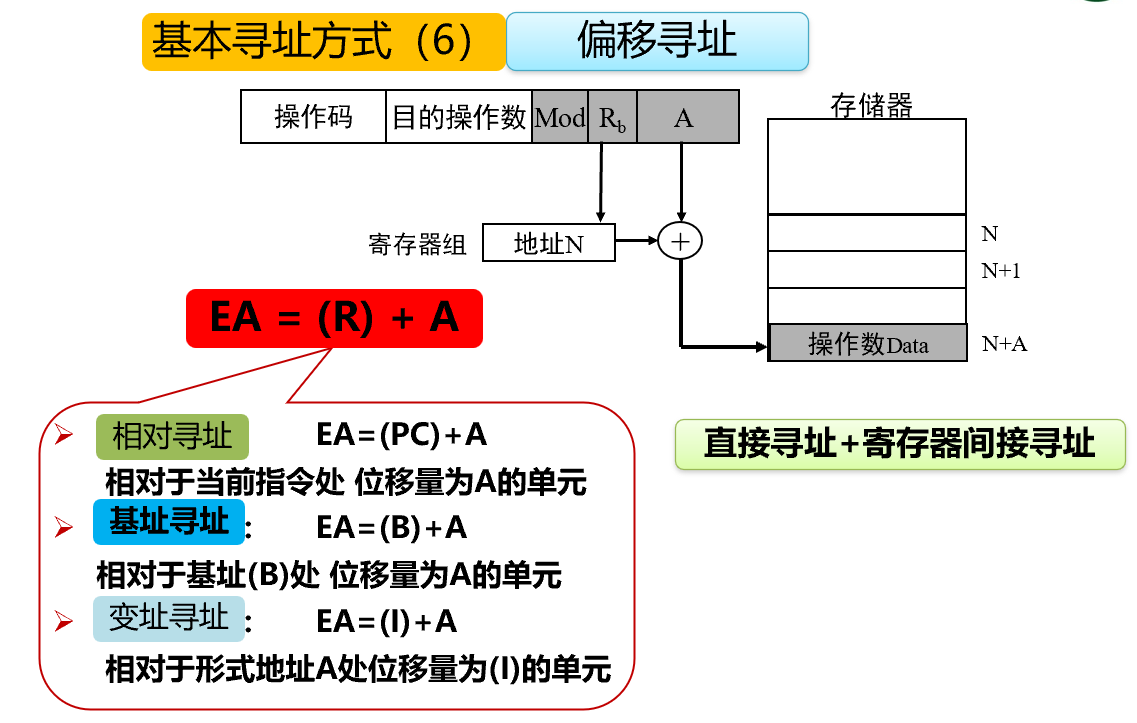 基本寻址方式（6）
偏移寻址
操作码 目的操作数 Mod Rb A
存储器
寄存器组 地址N +
N
N+1
操作数Data N+A
EA = (R) + A
相对寻址 EA=(PC)+A
相对于当前指令处 位移量为A的单元
基址寻址： EA=(B)+A
相对于基址(B)处 位移量为A的单元
变址寻址： EA=(I)+A
相对于形式地址A处位移量为(I)的单元
直接寻址+寄存器间接寻址